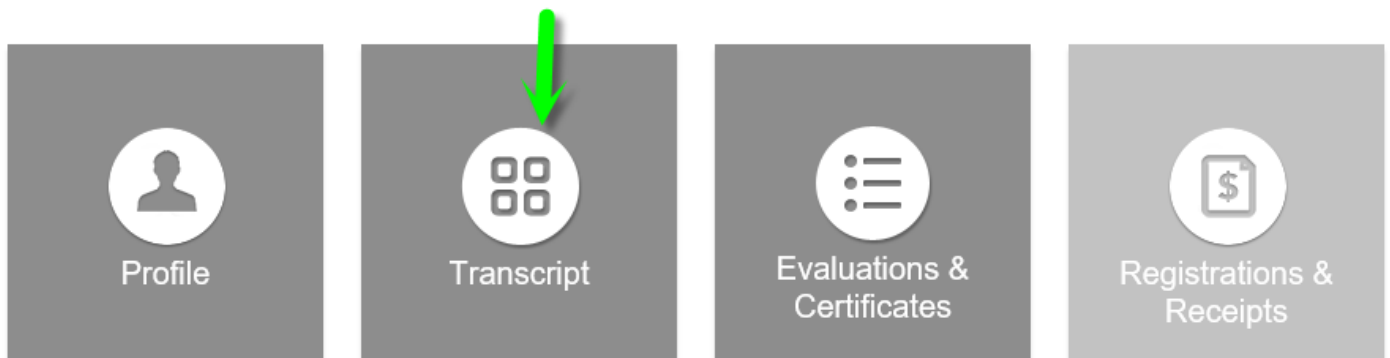 Profile
Transcript
Evaluations &
Certificates
Registrations &
Receipts
$